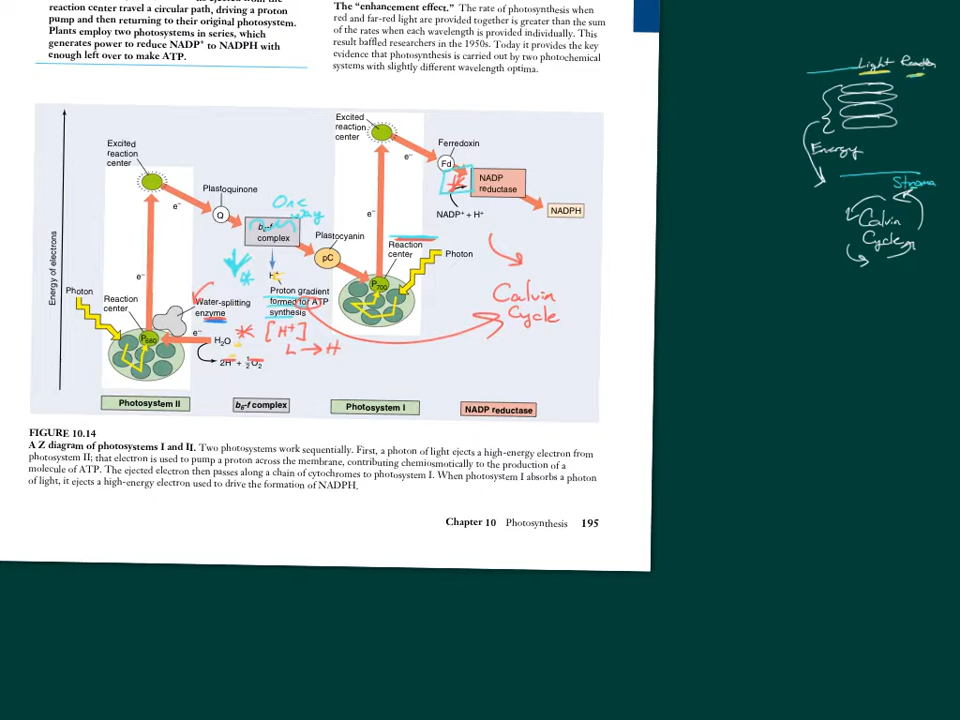 reaction center travel a circular path, driving a proton
pump and then returning to their original photosystem.
Plants employ two photosystems in series, which
generates power to reduce NADP⁺ to NADPH with
enough left over to make ATP.
The "enhancement effect." The rate of photosynthesis when
red and far-red light are provided together is greater than the sum
of the rates when each wavelength is provided individually. This
result baffled researchers in the 1950s. Today it provides the key
evidence that photosynthesis is carried out by two photochemical
systems with slightly different wavelength optima.
Energy of electrons
Excited
reaction
center
Plastoquinone
e⁻
Q
One
way
b₆-f
complex
Plastocyanin
pC
Excited
reaction
center
e⁻
Ferredoxin
Fd
NADP
reductase
NADP⁺ + H⁺
NADPH
e⁻
Reaction
center
Photon
P₇₀₀
H⁺
Proton gradient
formed for ATP
synthesis
e⁻
Photon
Reaction
center
Water-splitting
enzyme
P₆₈₀
e⁻
H₂O
2H⁺ + ½O₂
[H⁺]
L → H
Calvin
Cycle
Photosystem II
b₆-f complex
Photosystem I
NADP reductase
FIGURE 10.14
A Z diagram of photosystems I and II. Two photosystems work sequentially. First, a photon of light ejects a high-energy electron from
photosystem II; that electron is used to pump a proton across the membrane, contributing chemiosmotically to the production of a
molecule of ATP. The ejected electron then passes along a chain of cytochromes to photosystem I. When photosystem I absorbs a photon
of light, it ejects a high-energy electron used to drive the formation of NADPH.
Chapter 10 Photosynthesis 195
Light Reaction
Energy
Stroma
Calvin
Cycle